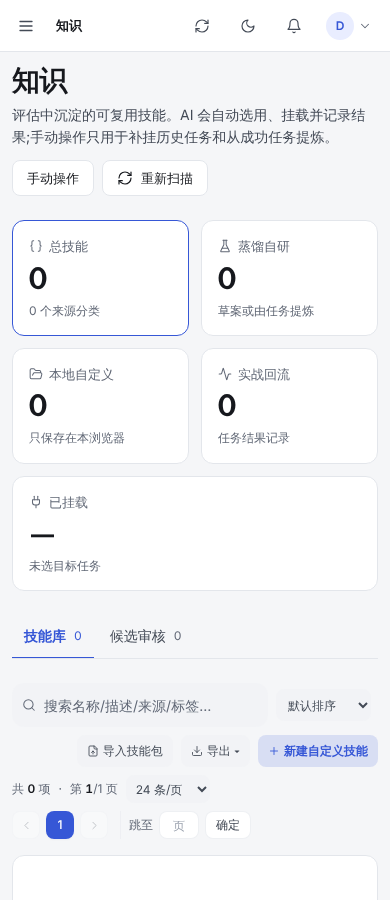 知识
D
知识
评估中沉淀的可复用技能。AI 会自动选用、挂载并记录结
果;手动操作只用于补挂历史任务和从成功任务提炼。
手动操作
重新扫描
总技能
0
0 个来源分类
蒸馏自研
0
草案或由任务提炼
本地自定义
0
只保存在本浏览器
实战回流
0
任务结果记录
已挂载
—
未选目标任务
技能库 0
候选审核 0
搜索名称/描述/来源/标签...
默认排序
导入技能包
导出
新建自定义技能
共 0 项 · 第 1/1 页
24 条/页
1
跳至
页
确定